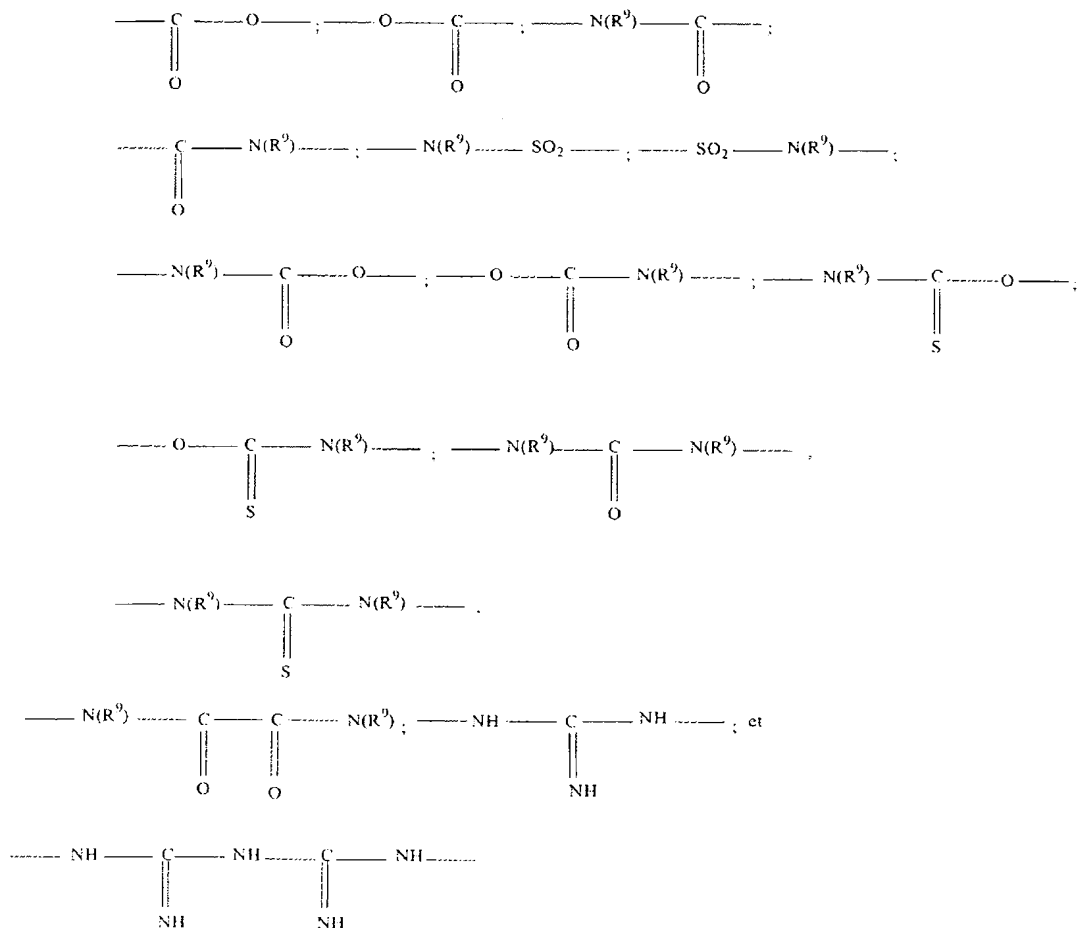 —C—O— ; —O—C— ; —N(R⁹)—C— ;
O O O
—C—N(R⁹)— ; —N(R⁹)—SO₂— ; —SO₂—N(R⁹)— ;
O
—N(R⁹)—C—O— ; —O—C—N(R⁹)— ; —N(R⁹)—C—O— ;
O O S
—O—C—N(R⁹)— ; —N(R⁹)—C—N(R⁹)— ,
S O
—N(R⁹)—C—N(R⁹)— .
S
—N(R⁹)—C—C—N(R⁹) ; —NH—C—NH— ; et
O O NH
—NH—C—NH—C—NH—
NH NH